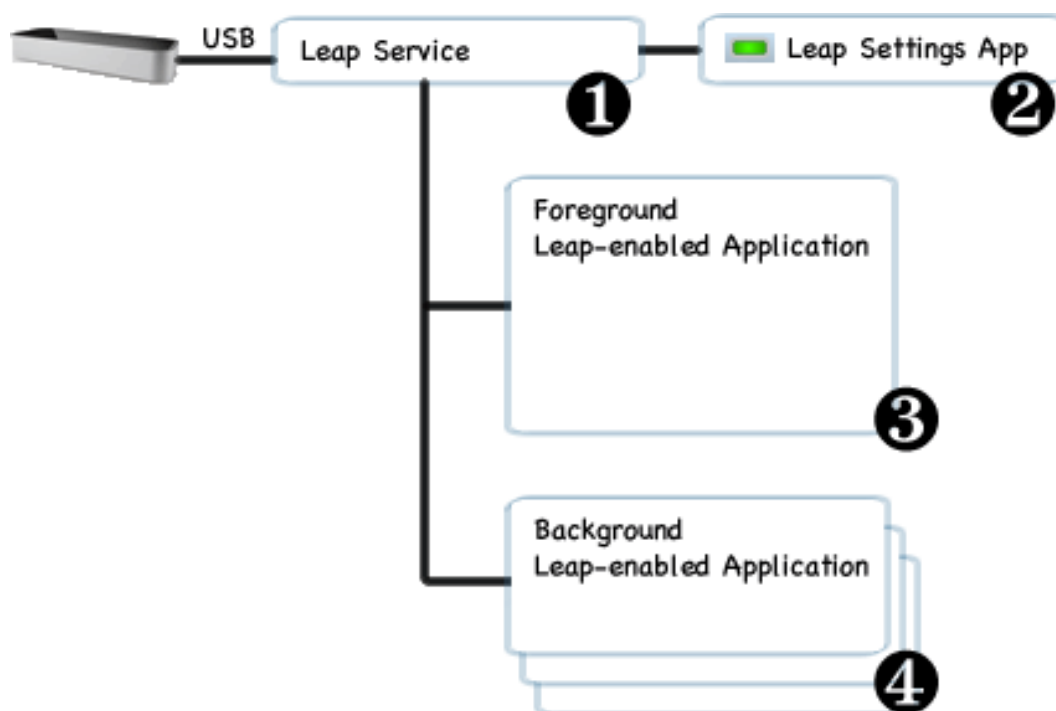 USB
Leap Service
1
Leap Settings App
2
Foreground
Leap-enabled Application
3
Background
Leap-enabled Application
4